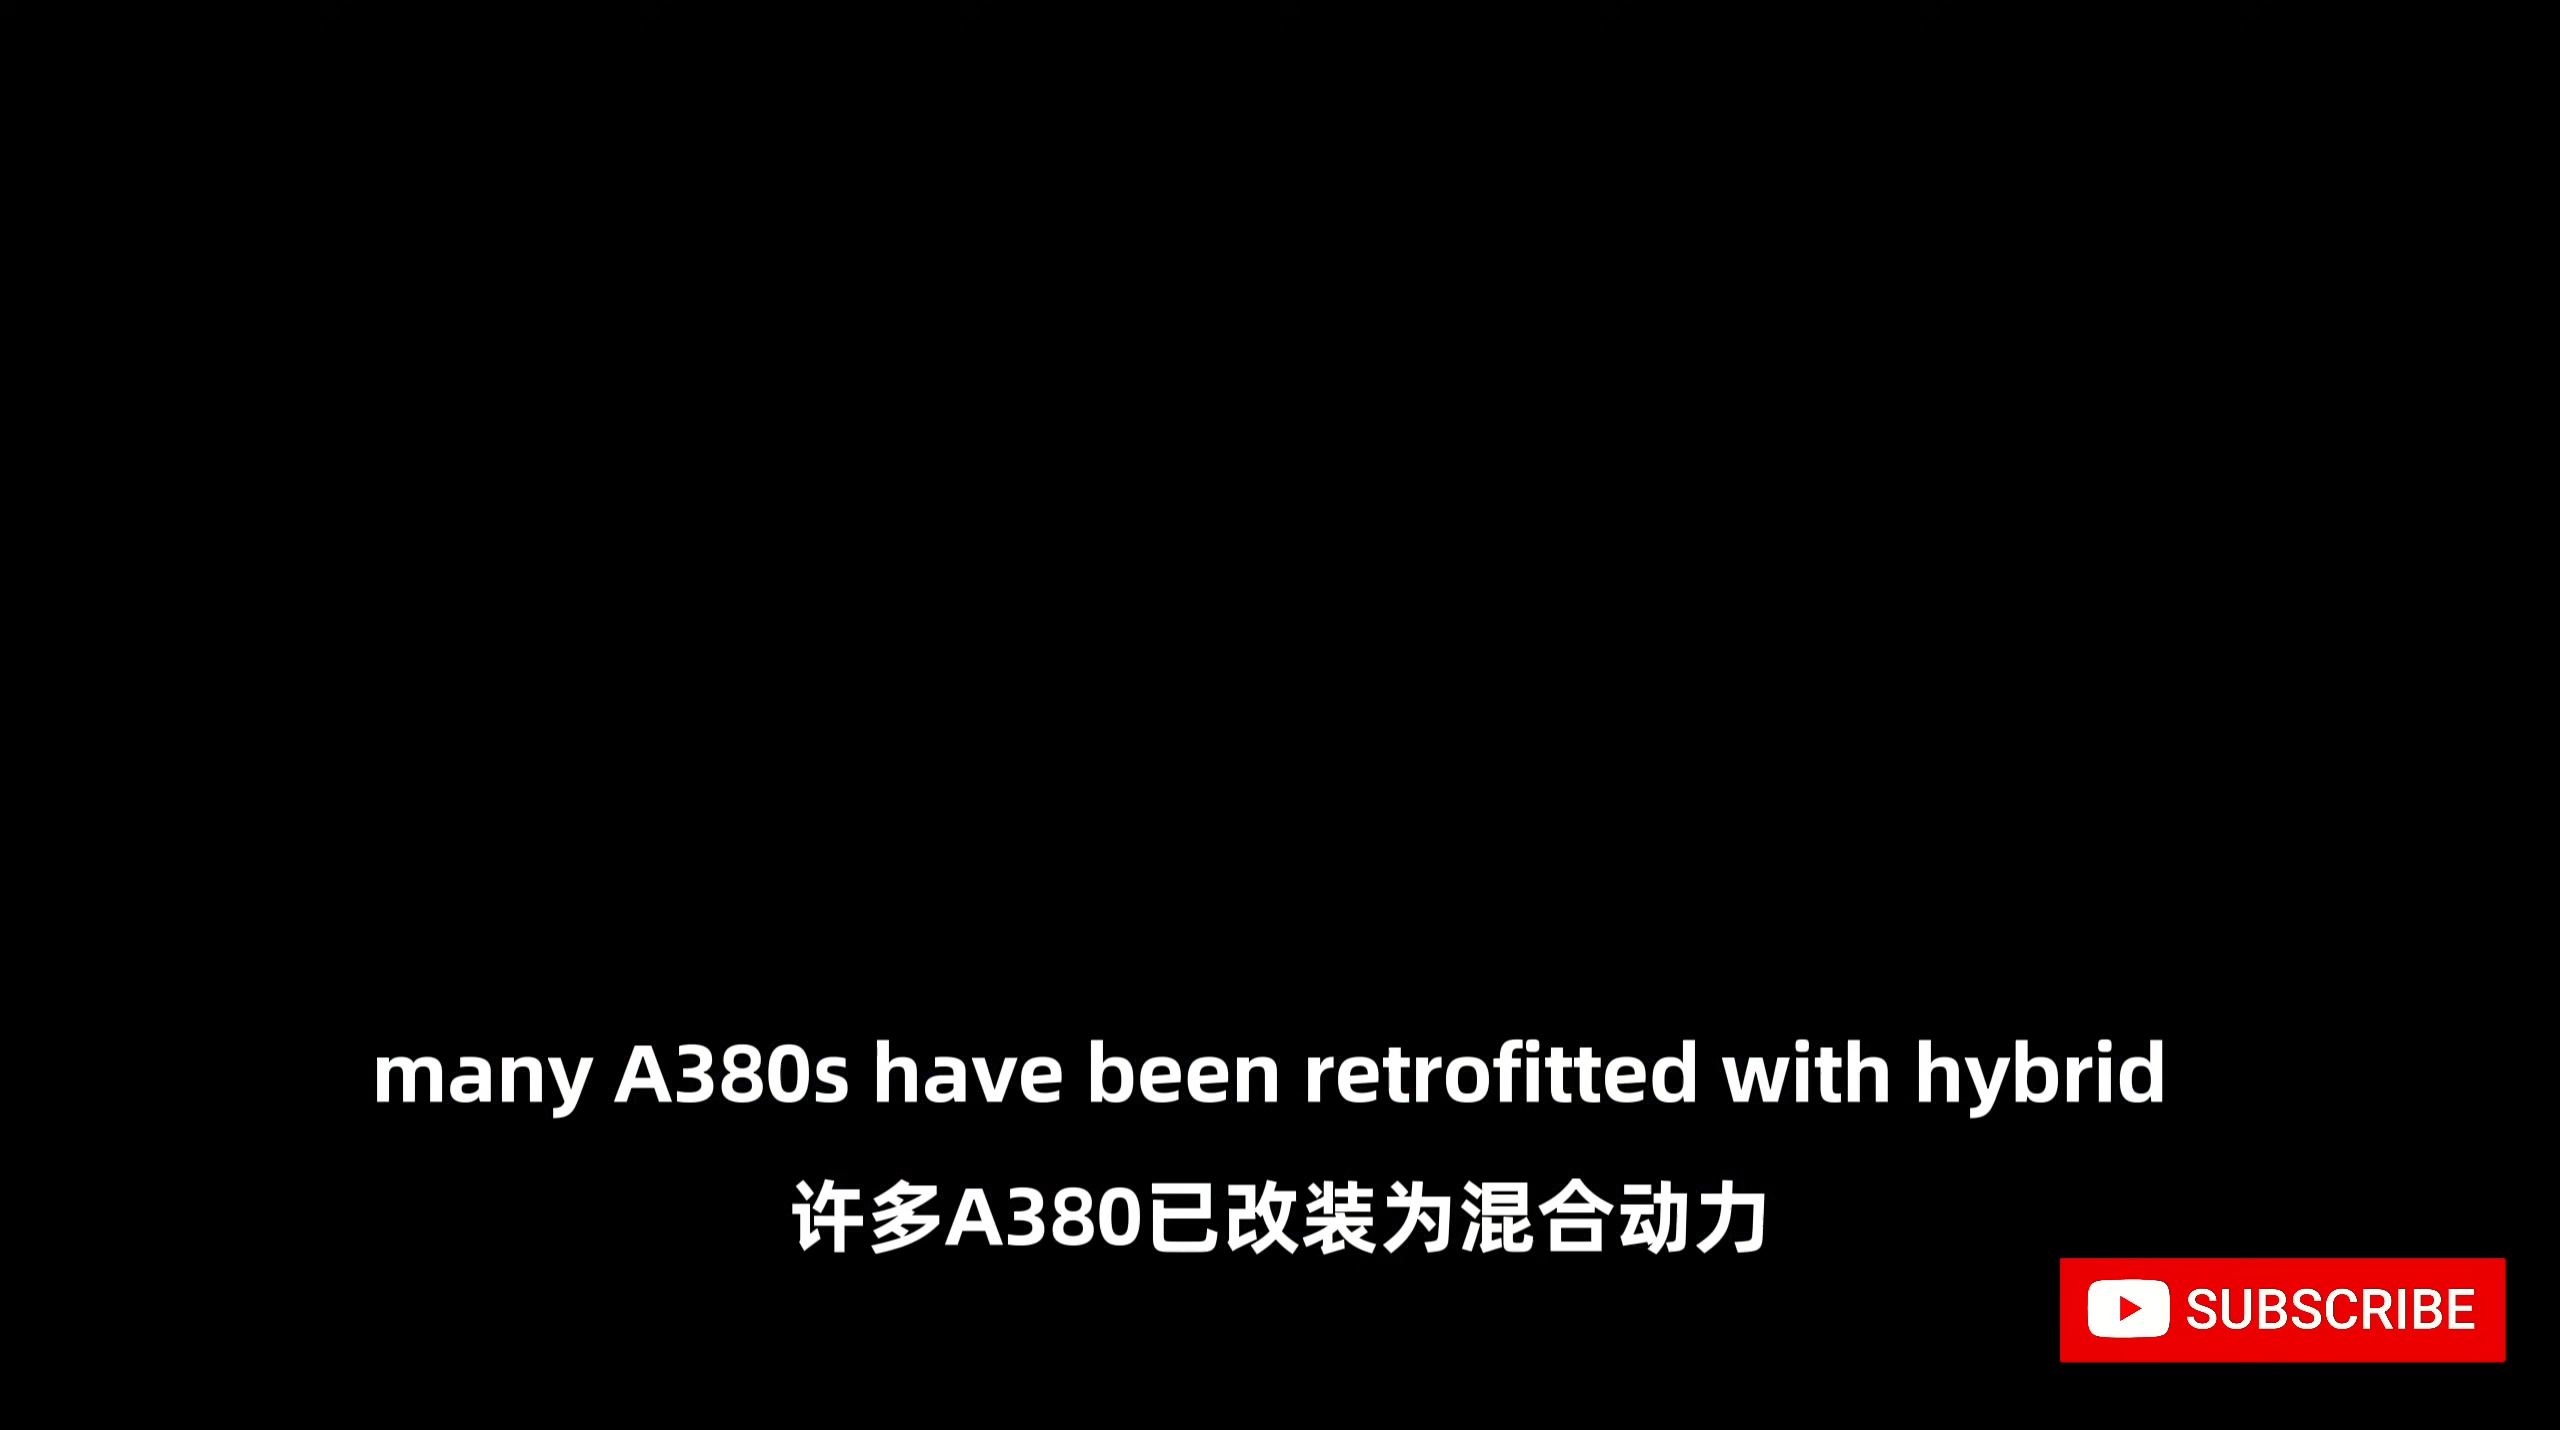 many A380s have been retrofitted with hybrid
许多A380已改装为混合动力
SUBSCRIBE